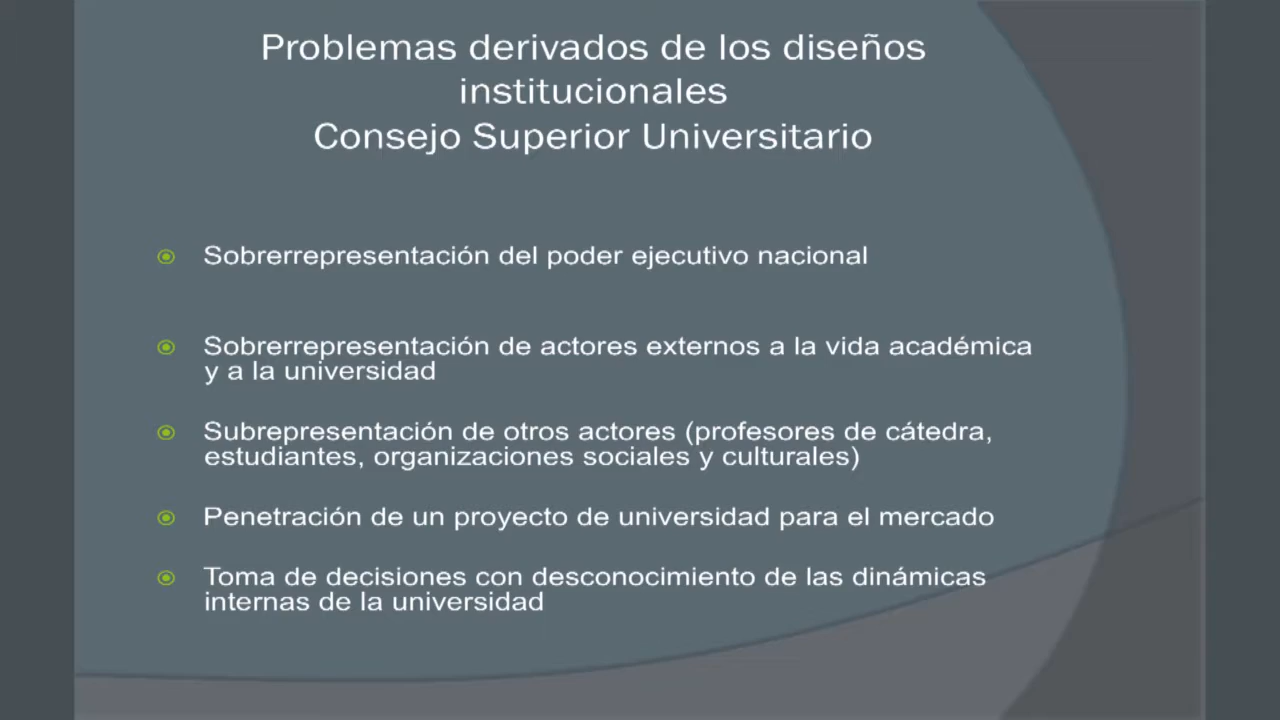 Problemas derivados de los diseños
institucionales
Consejo Superior Universitario
Sobrerrepresentación del poder ejecutivo nacional
Sobrerrepresentación de actores externos a la vida académica
y a la universidad
Subrepresentación de otros actores (profesores de cátedra,
estudiantes, organizaciones sociales y culturales)
Penetración de un proyecto de universidad para el mercado
Toma de decisiones con desconocimiento de las dinámicas
internas de la universidad